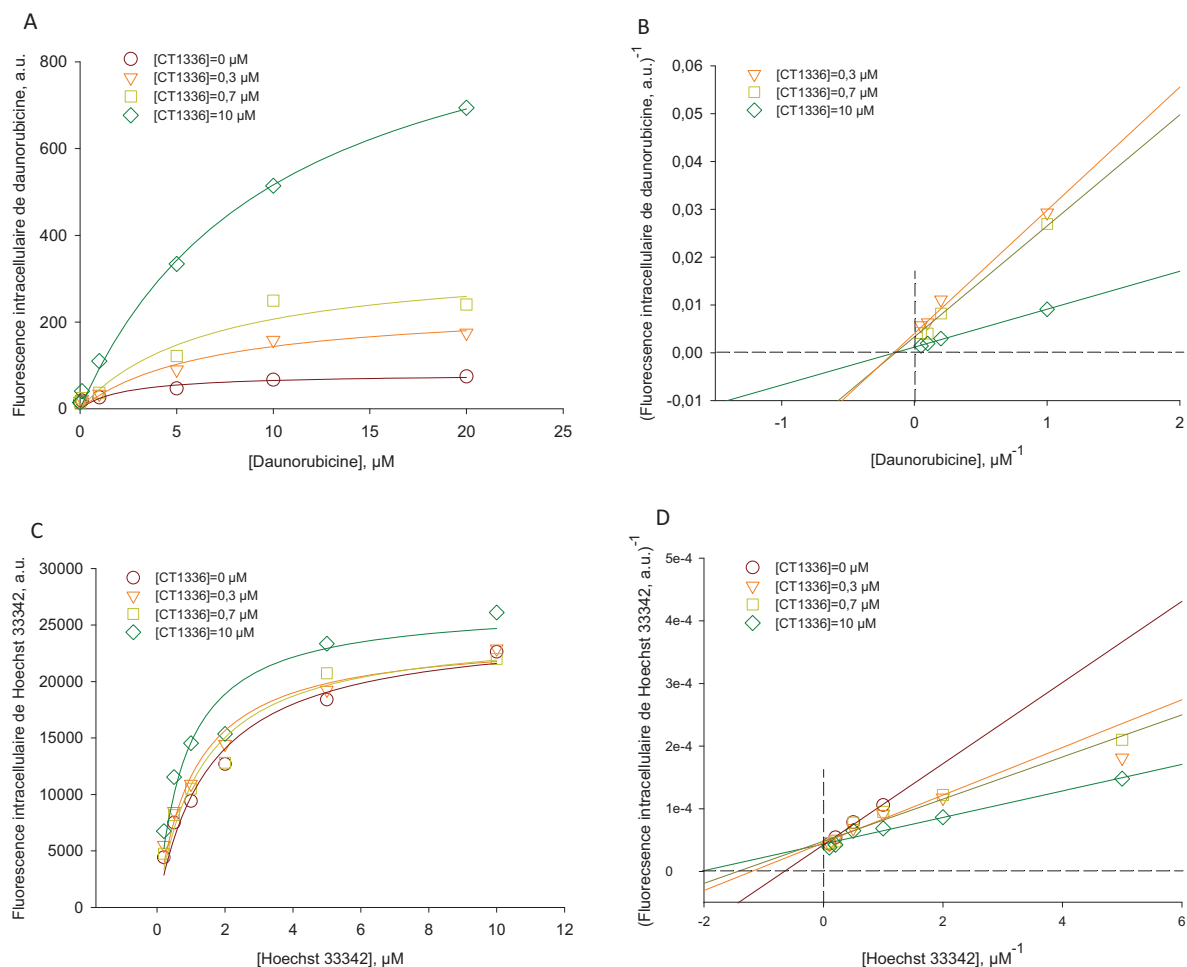 A
[CT1336]=0 µM
[CT1336]=0,3 µM
[CT1336]=0,7 µM
[CT1336]=10 µM
Fluorescence intracellulaire de daunorubicine, a.u.
800
600
400
200
0
0 5 10 15 20 25
[Daunorubicine], µM
B
[CT1336]=0,3 µM
[CT1336]=0,7 µM
[CT1336]=10 µM
(Fluorecsence intracellulaire de daunorubicine, a.u.)-1
0,06
0,05
0,04
0,03
0,02
0,01
0,00
-0,01
-1 0 1 2
[Daunorubicine], µM-1
C
[CT1336]=0 µM
[CT1336]=0,3 µM
[CT1336]=0,7 µM
[CT1336]=10 µM
Fluorescence intracellulaire de Hoechst 33342, a.u.
30000
25000
20000
15000
10000
5000
0
0 2 4 6 8 10 12
[Hoechst 33342], µM
D
[CT1336]=0 µM
[CT1336]=0,3 µM
[CT1336]=0,7 µM
[CT1336]=10 µM
(Fluorecsence intracellulaire de Hoechst 33342, a.u.)-1
5e-4
4e-4
3e-4
2e-4
1e-4
0
-2 0 2 4 6
[Hoechst 33342], µM-1